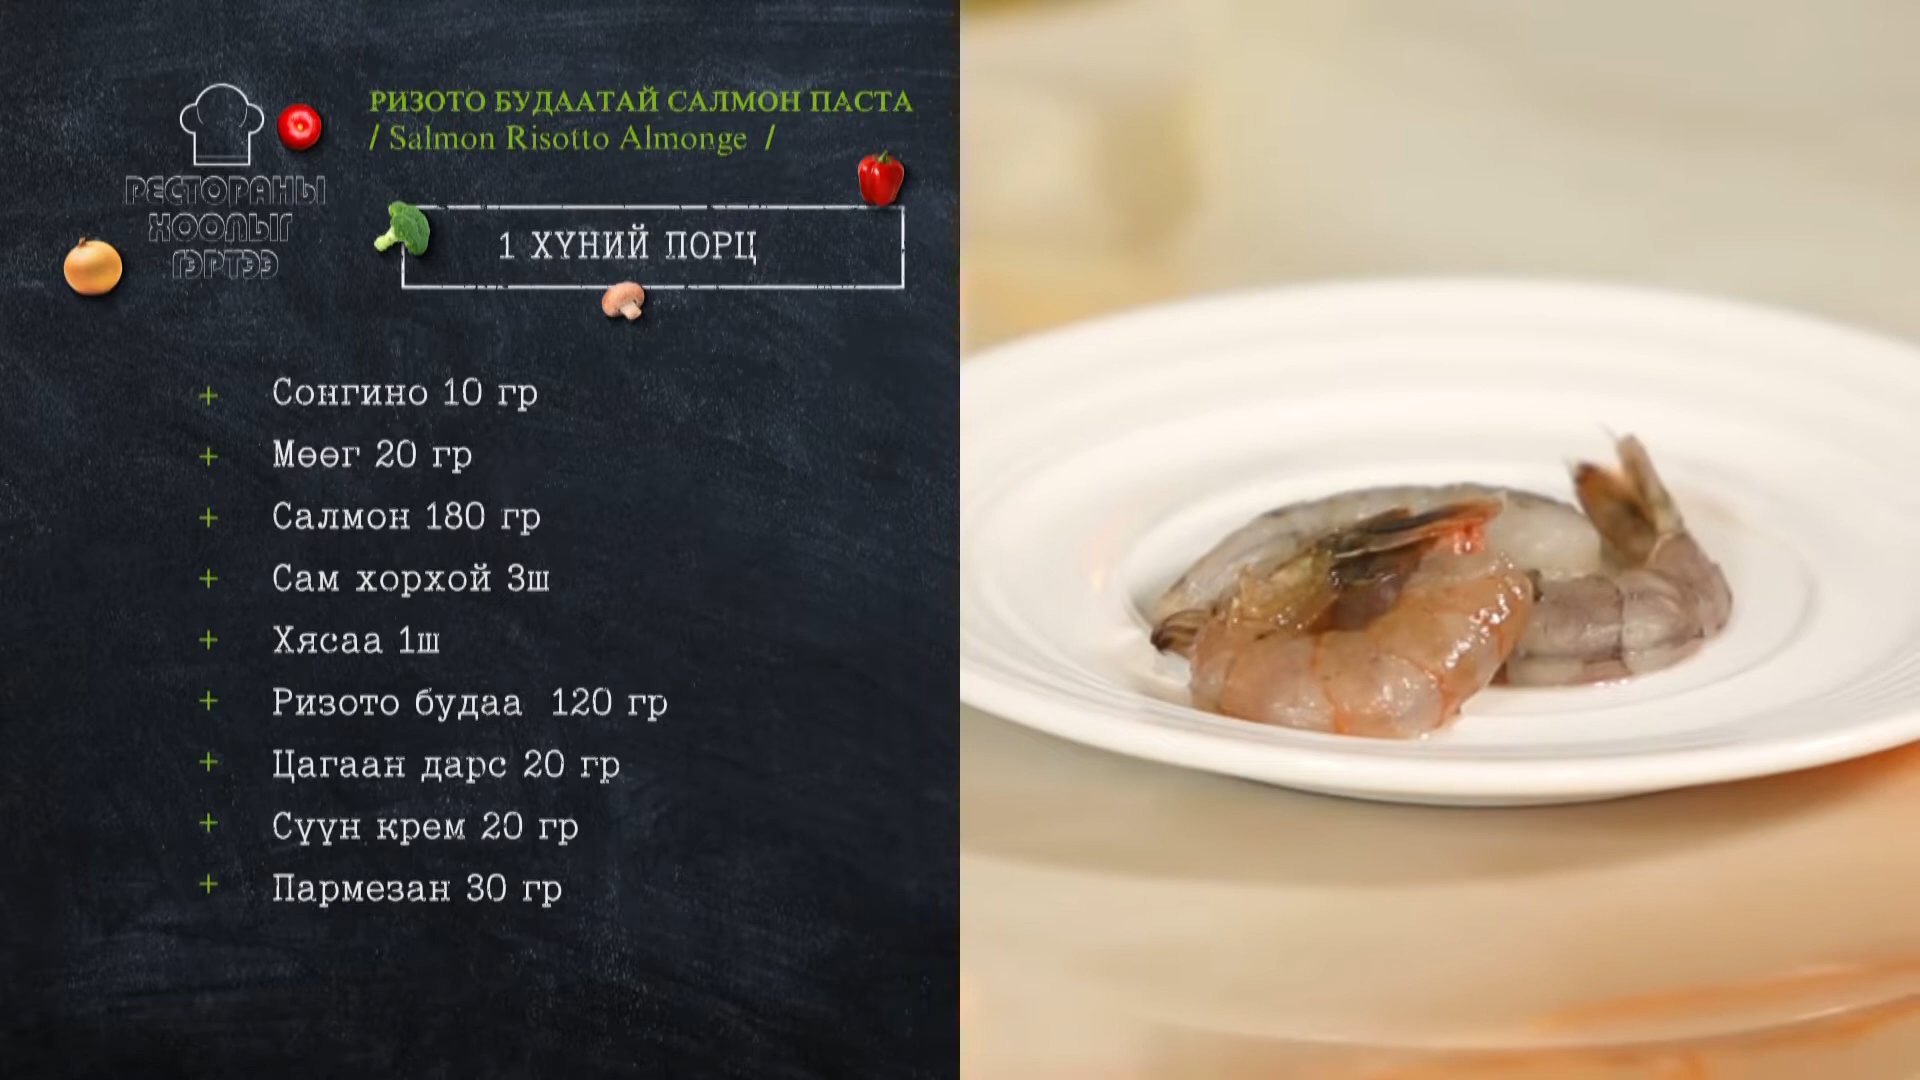 РЕСТОРАНЫ
ХООЛЫГ
ГЭРТЭЭ
РИЗОТО БУДААТАЙ САЛМОН ПАСТА
/ Salmon Risotto Almonge /
1 ХҮНИЙ ПОРЦ
+ Сонгино 10 гр
+ Мөөг 20 гр
+ Салмон 180 гр
+ Сам хорхой 3ш
+ Хясаа 1ш
+ Ризото будаа 120 гр
+ Цагаан дарс 20 гр
+ Сүүн крем 20 гр
+ Пармезан 30 гр